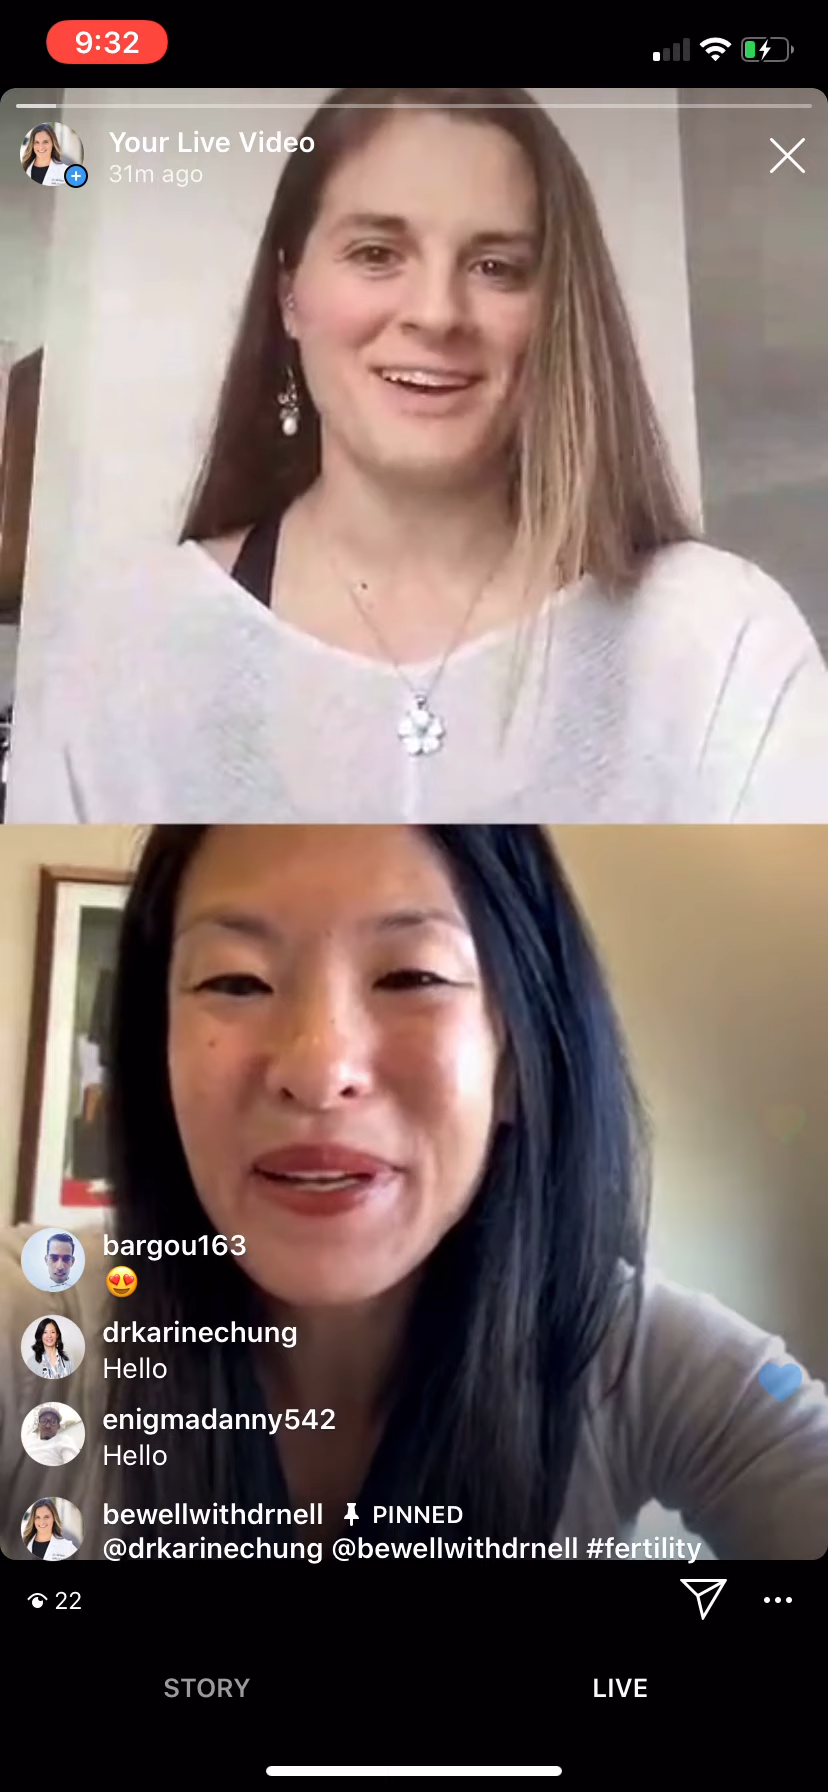 9:32
Your Live Video
31m ago
bargou163
😍
drkarinechung
Hello
enigmadanny542
Hello
bewellwithdrnell PINNED
@drkarinechung @bewellwithdrnell #fertility
22
STORY LIVE